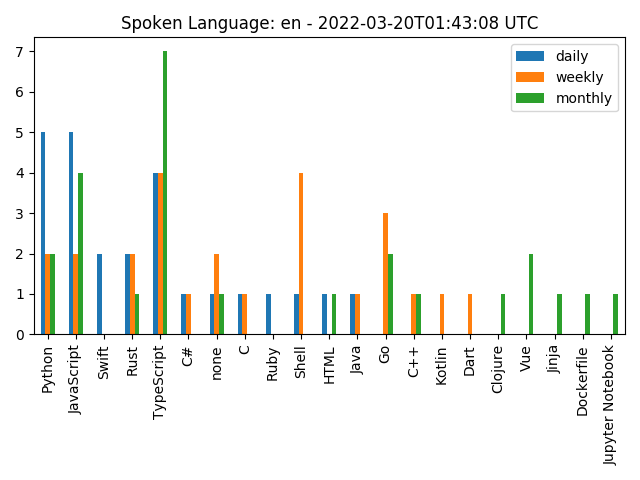 Spoken Language: en - 2022-03-20T01:43:08 UTC
daily
weekly
monthly
7
6
5
4
3
2
1
0
Python
JavaScript
Swift
Rust
TypeScript
C#
none
C
Ruby
Shell
HTML
Java
Go
C++
Kotlin
Dart
Clojure
Vue
Jinja
Dockerfile
Jupyter Notebook